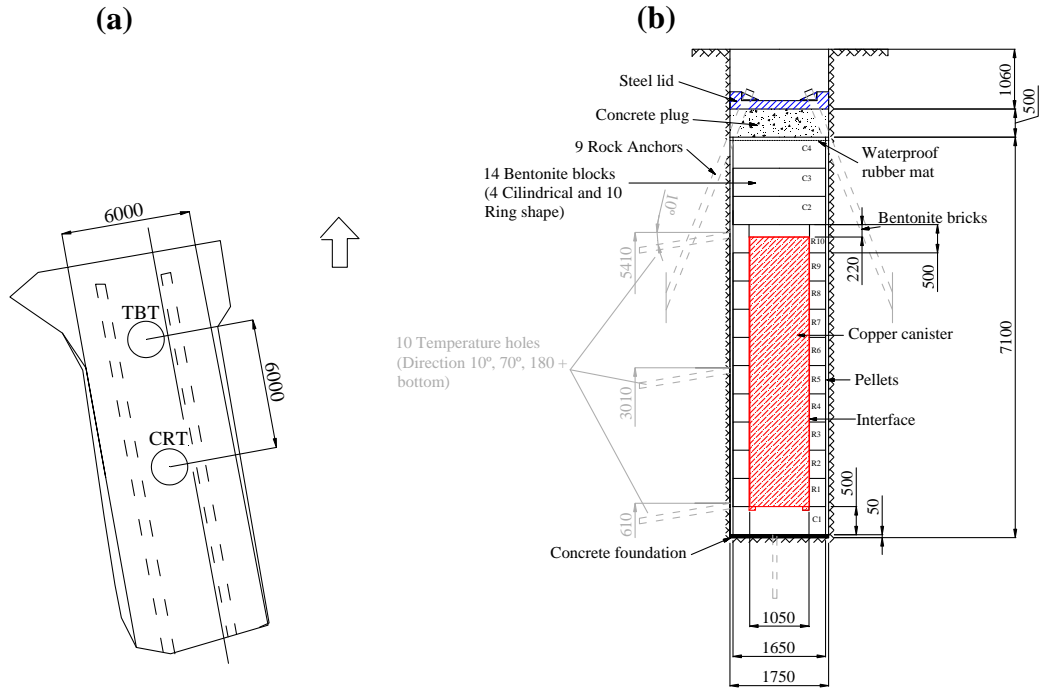 (a)
6000
TBT
6000
CRT
(b)
1060
500
Steel lid
Concrete plug
9 Rock Anchors
C4
Waterproof
rubber mat
14 Bentonite blocks
(4 Cilindrical and 10
Ring shape)
C3
C2
10º
Bentonite bricks
R10
5410
220
500
R9
R8
R7
7100
10 Temperature holes
(Direction 10º, 70º, 180 +
bottom)
Copper canister
R6
3010
R5
Pellets
R4
Interface
R3
R2
R1
500
50
610
C1
Concrete foundation
1050
1650
1750